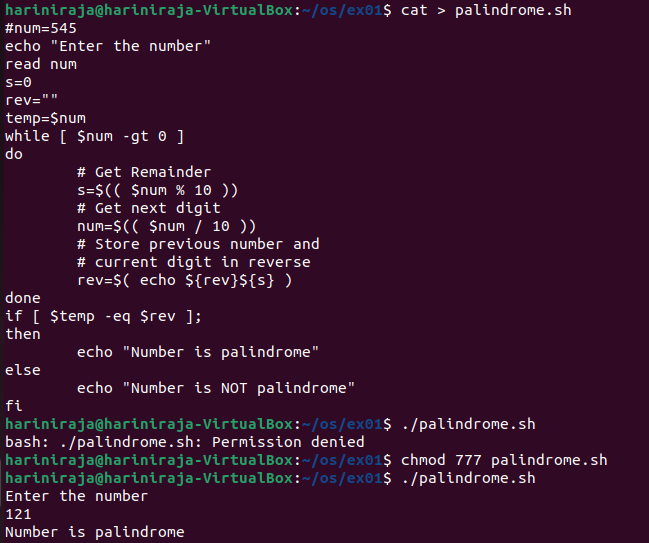 hariniraja@hariniraja-VirtualBox:~/os/ex01$ cat > palindrome.sh
#num=545
echo "Enter the number"
read num
s=0
rev=""
temp=$num
while [ $num -gt 0 ]
do
        # Get Remainder
        s=$(( $num % 10 ))
        # Get next digit
        num=$(( $num / 10 ))
        # Store previous number and
        # current digit in reverse
        rev=$( echo ${rev}${s} )
done
if [ $temp -eq $rev ];
then
        echo "Number is palindrome"
else
        echo "Number is NOT palindrome"
fi
hariniraja@hariniraja-VirtualBox:~/os/ex01$ ./palindrome.sh
bash: ./palindrome.sh: Permission denied
hariniraja@hariniraja-VirtualBox:~/os/ex01$ chmod 777 palindrome.sh
hariniraja@hariniraja-VirtualBox:~/os/ex01$ ./palindrome.sh
Enter the number
121
Number is palindrome